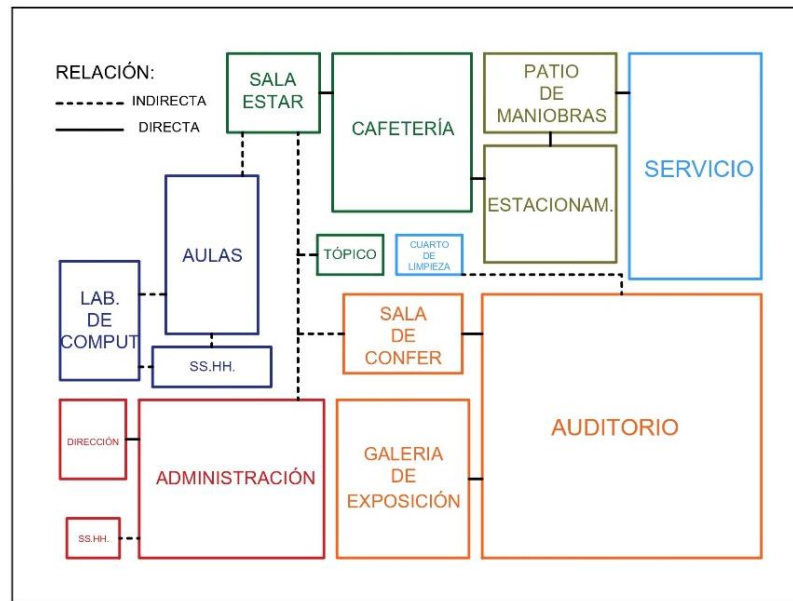 RELACIÓN:
INDIRECTA
DIRECTA
SALA
ESTAR
CAFETERÍA
PATIO
DE
MANIOBRAS
SERVICIO
ESTACIONAM.
AULAS
TÓPICO
CUARTO
DE
LIMPIEZA
LAB.
DE
COMPUT
SS.HH.
SALA
DE
CONFER
AUDITORIO
DIRECCIÓN
ADMINISTRACIÓN
GALERIA
DE
EXPOSICIÓN
SS.HH.